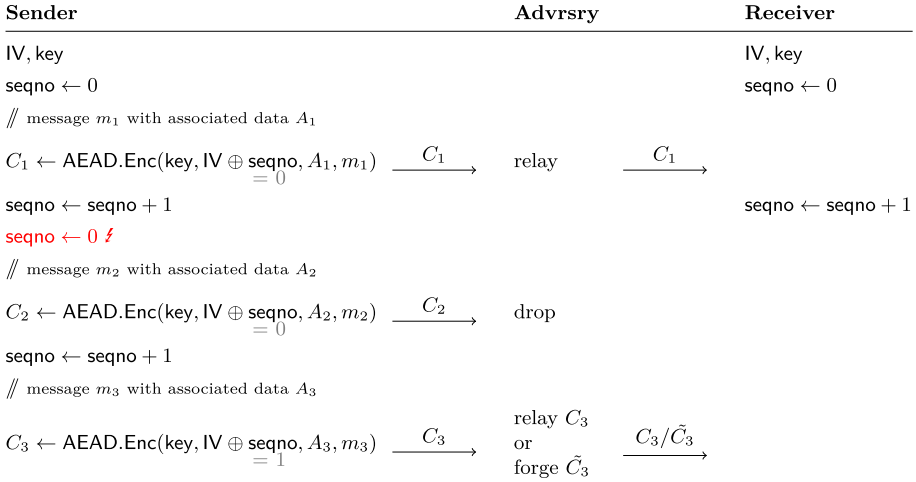 Sender Advrsry Receiver
IV, key IV, key
seqno ← 0 seqno ← 0
// message m₁ with associated data A₁
C₁ ← AEAD.Enc(key, IV ⊕ seqno, A₁, m₁) C₁ relay C₁
= 0
seqno ← seqno + 1 seqno ← seqno + 1
seqno ← 0 ↯
// message m₂ with associated data A₂
C₂ ← AEAD.Enc(key, IV ⊕ seqno, A₂, m₂) C₂ drop
= 0
seqno ← seqno + 1
// message m₃ with associated data A₃
relay C₃
C₃ ← AEAD.Enc(key, IV ⊕ seqno, A₃, m₃) C₃ or C₃/C̃₃
= 1
forge C̃₃